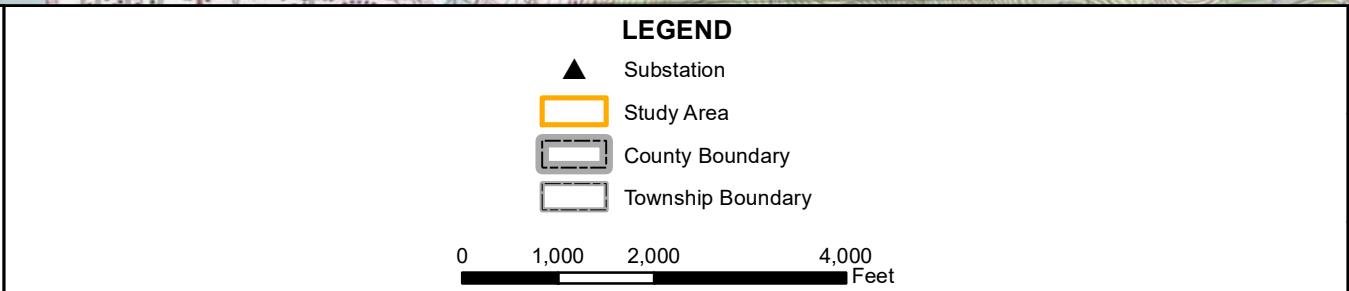 LEGEND
Substation
Study Area
County Boundary
Township Boundary
0 1,000 2,000 4,000
Feet